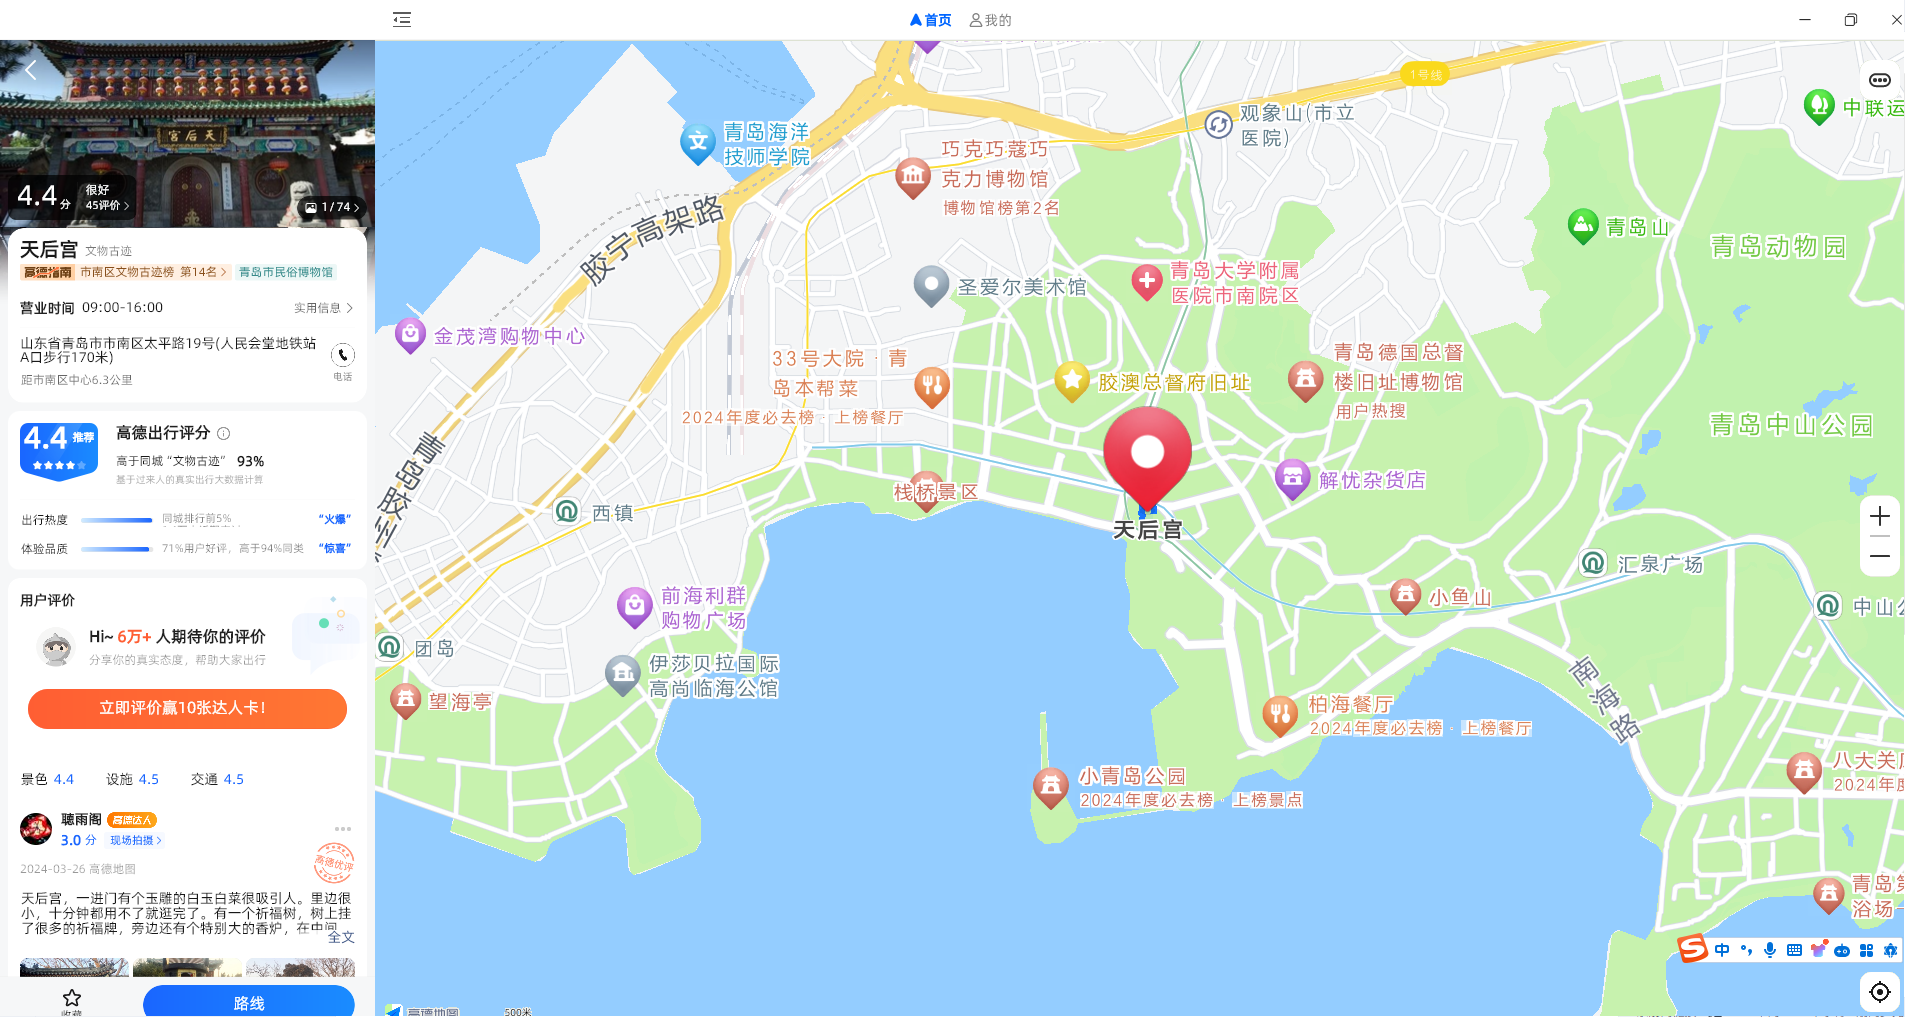 首页
我的
天后宫
4.4分
很好
45评价
1/74
天后宫 文物古迹
高德指南 市南区文物古迹榜 第14名 青岛市民俗博物馆
营业时间 09:00-16:00
实用信息
山东省青岛市市南区太平路19号(人民会堂地铁站
A口步行170米)
距市南区中心6.3公里
电话
4.4 推荐
高德出行评分
高于同城“文物古迹” 93%
基于过来人的真实出行大数据计算
出行热度 同城排行前5% “火爆”
体验品质 71%用户好评，高于94%同类 “惊喜”
用户评价
Hi~ 6万+ 人期待你的评价
分享你的真实态度，帮助大家出行
立即评价赢10张达人卡!
景色 4.4 设施 4.5 交通 4.5
聽雨閣 高德达人
3.0 分 现场拍摄
高德优评
2024-03-26 高德地图
天后宫，一进门有个玉雕的白玉白菜很吸引人。里边很
小，十分钟都用不了就逛完了。有一个祈福树，树上挂
了很多的祈福牌，旁边还有个特别大的香炉，在中间
全文
收藏
路线
1号线
观象山(市立
医院)
中联运
青岛海洋
技师学院
巧克巧蔻巧
克力博物馆
博物馆榜第2名
胶宁高架路
青岛山
青岛动物园
圣爱尔美术馆
青岛大学附属
医院市南院区
金茂湾购物中心
33号大院·青
岛本帮菜
2024年度必去榜·上榜餐厅
胶澳总督府旧址
青岛德国总督
楼旧址博物馆
用户热搜
青岛中山公园
青岛胶州
栈桥景区
解忧杂货店
西镇
天后宫
汇泉广场
前海利群
购物广场
小鱼山
中山公
团岛
伊莎贝拉国际
高尚临海公馆
望海亭
南海路
柏海餐厅
2024年度必去榜·上榜餐厅
小青岛公园
2024年度必去榜·上榜景点
八大关
2024年度
青岛第
浴场
中
高德地图
500米